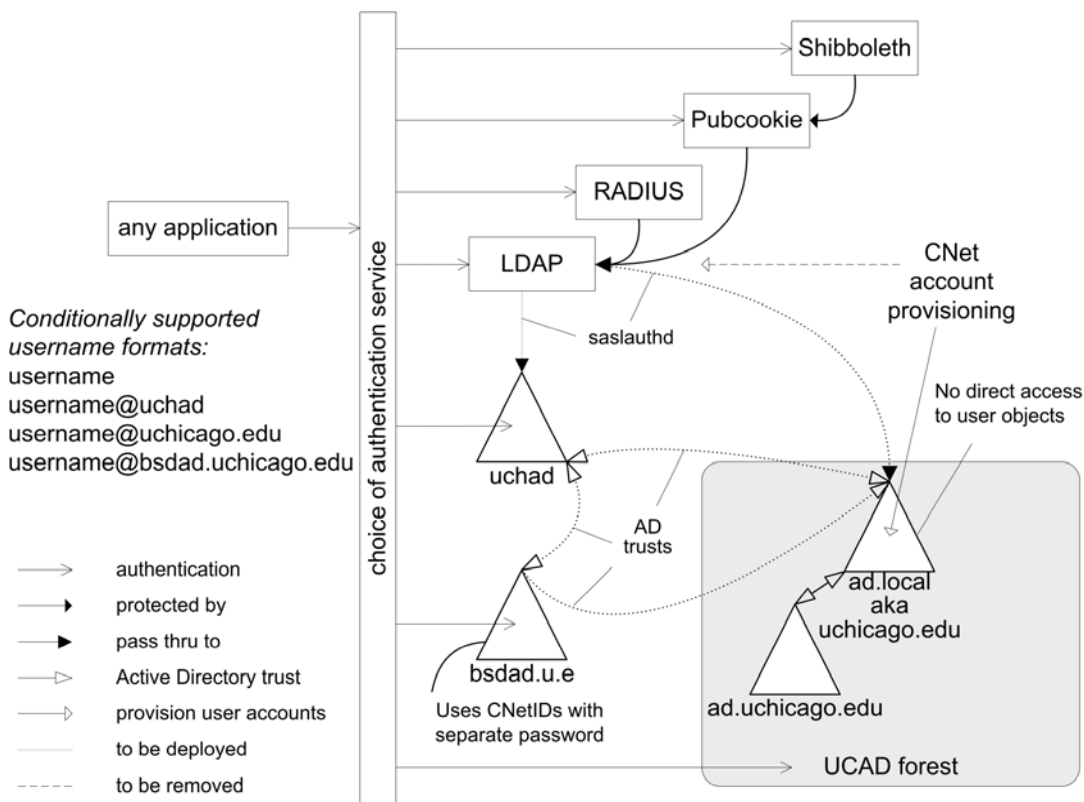 Shibboleth
Pubcookie
RADIUS
any application
LDAP
choice of authentication service
CNet
account
provisioning
saslauthd
Conditionally supported
username formats:
username
username@uchad
username@uchicago.edu
username@bsdad.uchicago.edu
No direct access
to user objects
uchad
AD
trusts
ad.local
aka
uchicago.edu
bsdad.u.e
ad.uchicago.edu
Uses CNetIDs with
separate password
UCAD forest
authentication
protected by
pass thru to
Active Directory trust
provision user accounts
to be deployed
to be removed